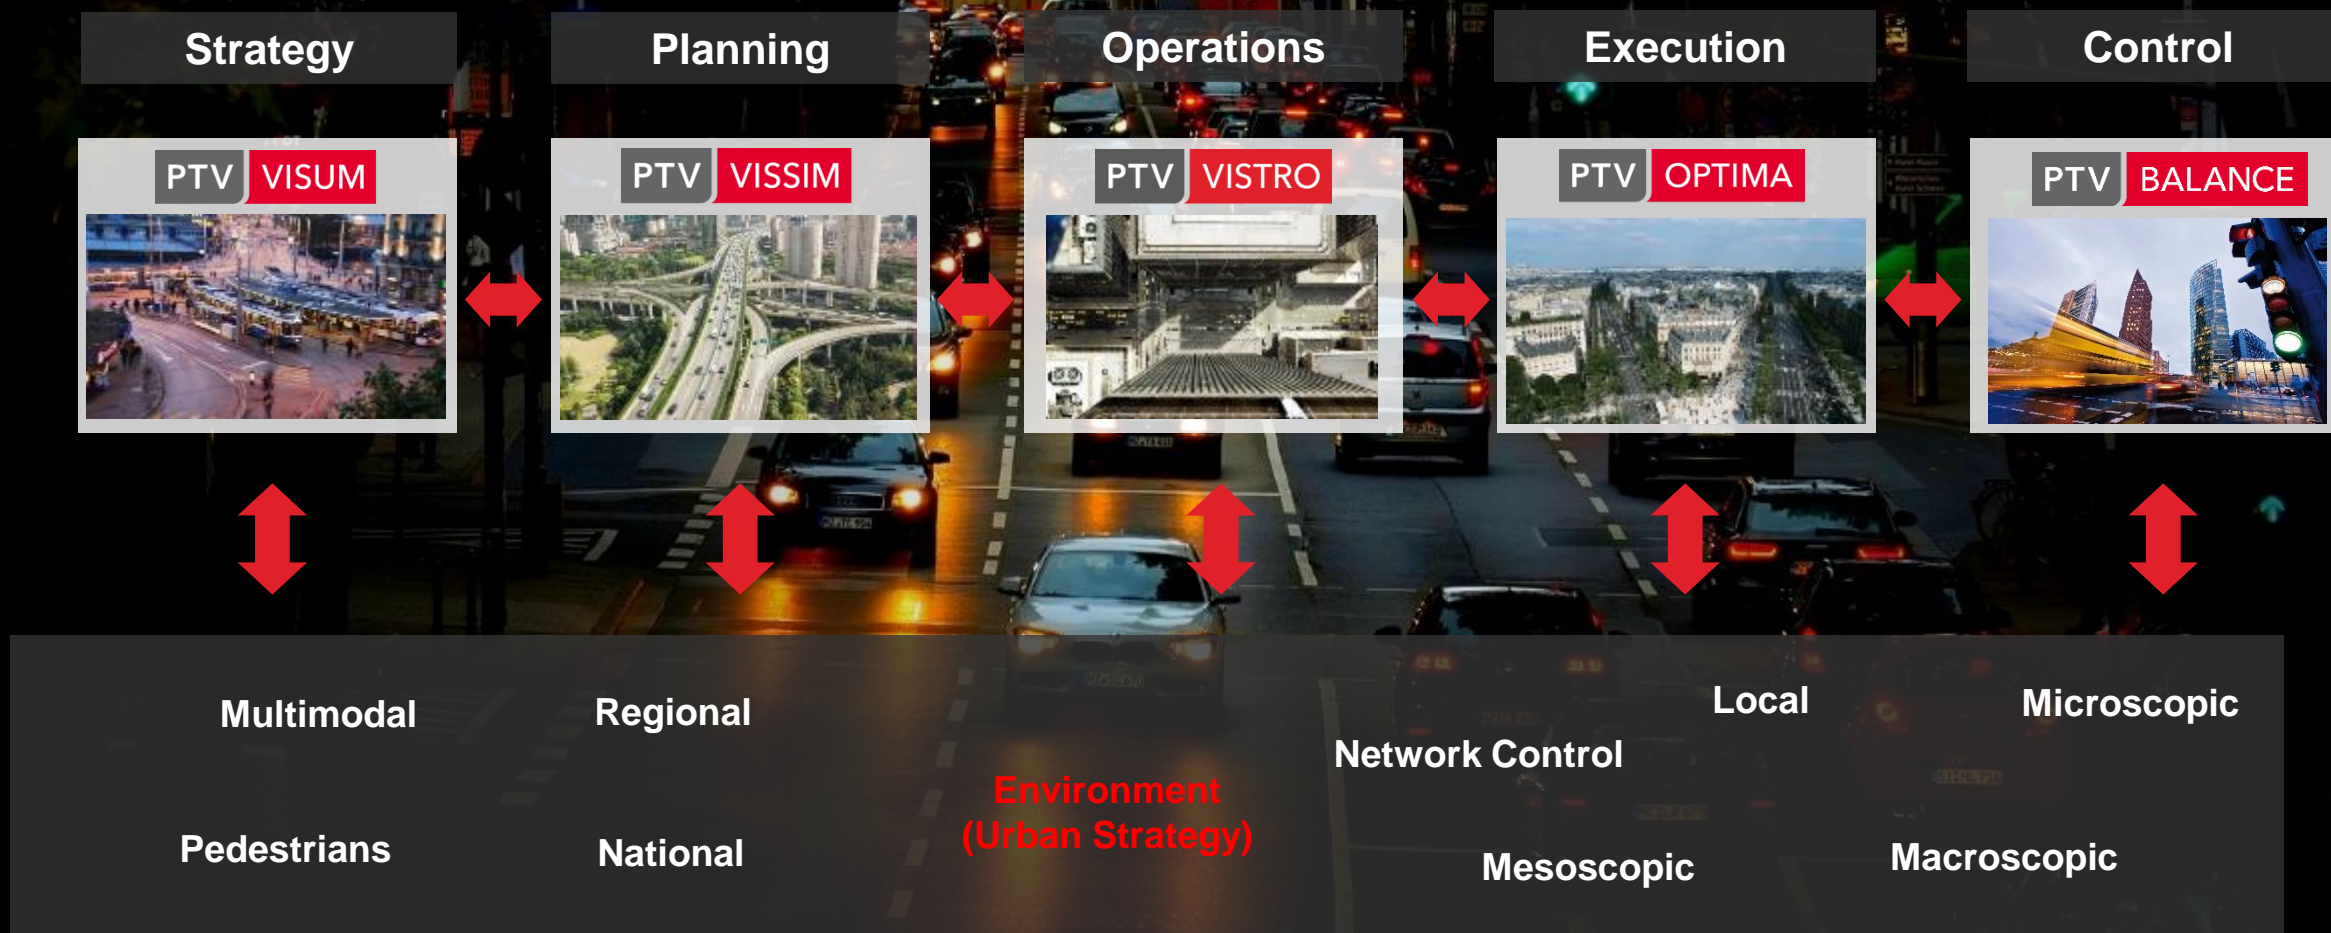 Strategy
Planning
Operations
Execution
Control
PTV VISUM
PTV VISSIM
PTV VISTRO
PTV OPTIMA
PTV BALANCE
Multimodal
Regional
Local
Microscopic
Network Control
Environment
(Urban Strategy)
Pedestrians
National
Mesoscopic
Macroscopic